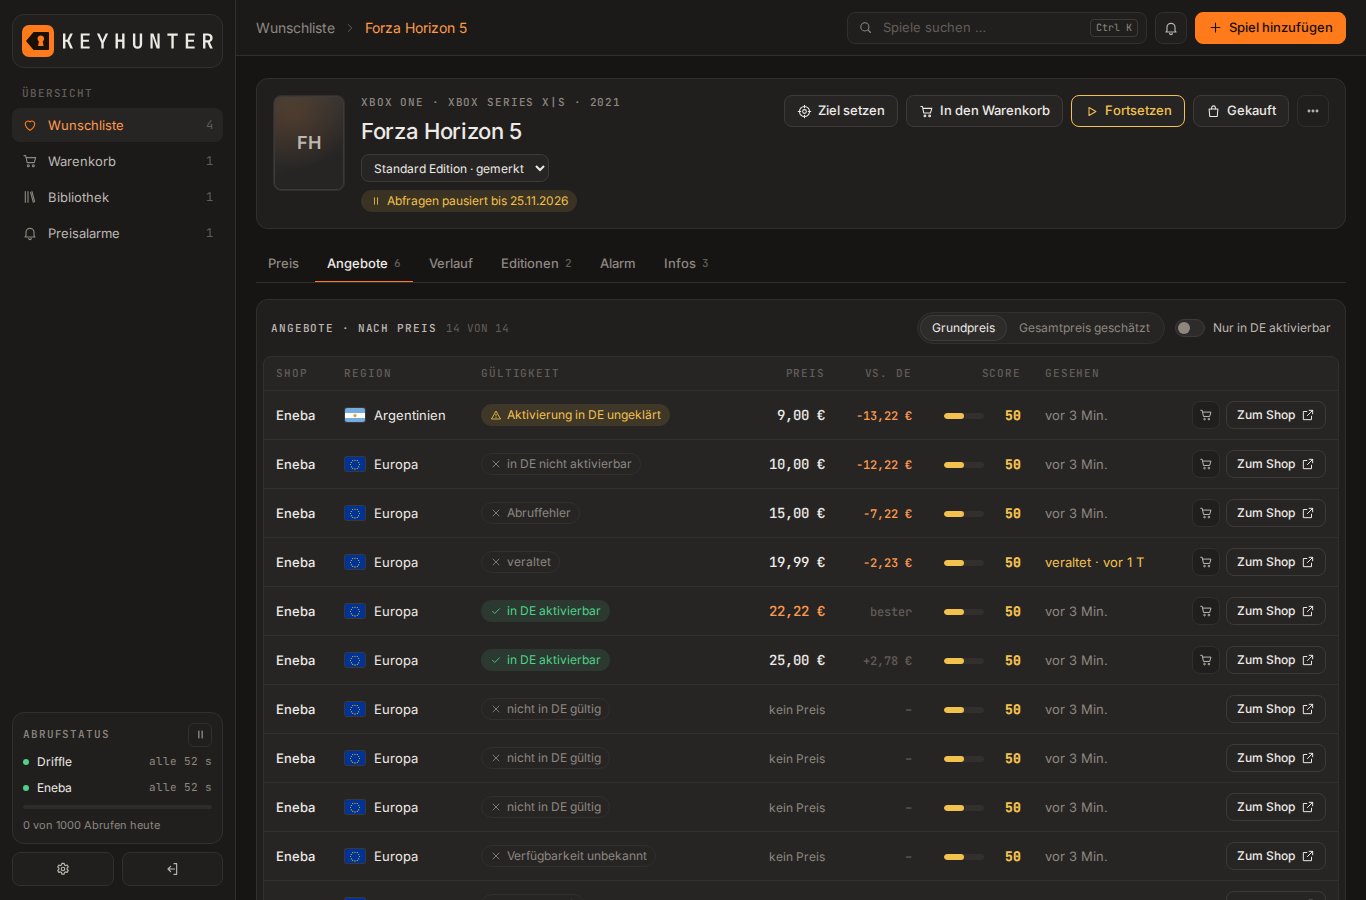 KEYHUNTER
ÜBERSICHT
Wunschliste 4
Warenkorb 1
Bibliothek 1
Preisalarme 1
ABRUFSTATUS
Driffle alle 52 s
Eneba alle 52 s
0 von 1000 Abrufen heute
Wunschliste Forza Horizon 5
Spiele suchen ... Ctrl K
Spiel hinzufügen
FH
XBOX ONE · XBOX SERIES X|S · 2021
Forza Horizon 5
Standard Edition · gemerkt
Abfragen pausiert bis 25.11.2026
Ziel setzen
In den Warenkorb
Fortsetzen
Gekauft
Preis Angebote 6 Verlauf Editionen 2 Alarm Infos 3
ANGEBOTE · NACH PREIS 14 VON 14
Grundpreis Gesamtpreis geschätzt Nur in DE aktivierbar
SHOP REGION GÜLTIGKEIT PREIS VS. DE SCORE GESEHEN
Eneba Argentinien Aktivierung in DE ungeklärt 9,00 € -13,22 € 50 vor 3 Min. Zum Shop
Eneba Europa in DE nicht aktivierbar 10,00 € -12,22 € 50 vor 3 Min. Zum Shop
Eneba Europa Abruffehler 15,00 € -7,22 € 50 vor 3 Min. Zum Shop
Eneba Europa veraltet 19,99 € -2,23 € 50 veraltet · vor 1 T Zum Shop
Eneba Europa in DE aktivierbar 22,22 € bester 50 vor 3 Min. Zum Shop
Eneba Europa in DE aktivierbar 25,00 € +2,78 € 50 vor 3 Min. Zum Shop
Eneba Europa nicht in DE gültig kein Preis – 50 vor 3 Min. Zum Shop
Eneba Europa nicht in DE gültig kein Preis – 50 vor 3 Min. Zum Shop
Eneba Europa nicht in DE gültig kein Preis – 50 vor 3 Min. Zum Shop
Eneba Europa Verfügbarkeit unbekannt kein Preis – 50 vor 3 Min. Zum Shop